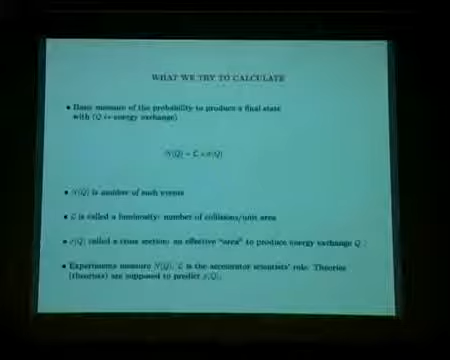 WHAT WE TRY TO CALCULATE
• Basic measure of the probability to produce a final state
with (Q ↔ energy exchange)
N(Q) = ℒ × σ(Q)
• N(Q) is number of such events
• ℒ is called a luminosity: number of collisions/unit area
• σ(Q) called a cross section: an effective "area" to produce energy exchange Q .
• Experiments measure N(Q). ℒ is the accelerator scientists' role. Theories
(theorists) are supposed to predict σ(Q).